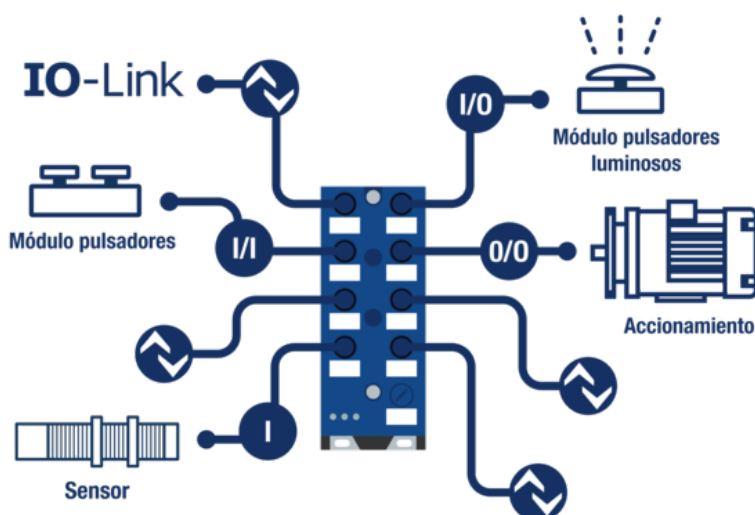 IO-Link
I/O
Módulo pulsadores
luminosos
Módulo pulsadores
I/I
O/O
Accionamiento
I
Sensor